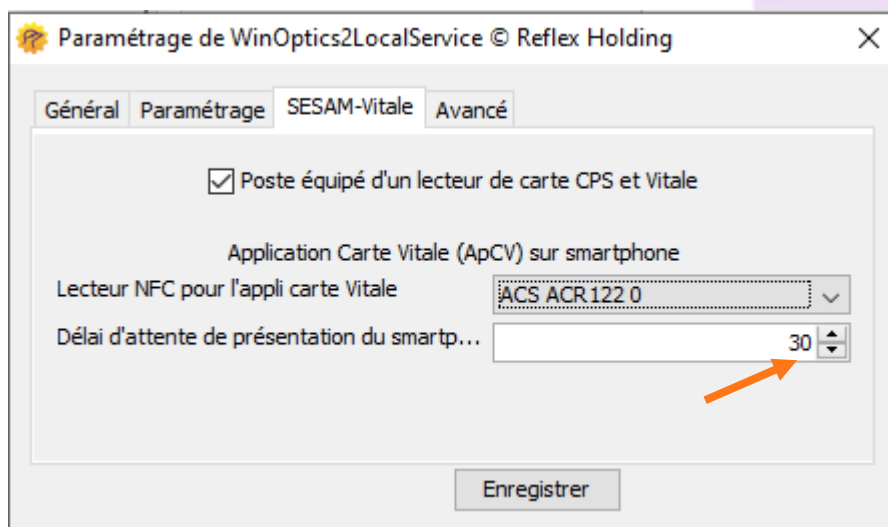 Paramétrage de WinOptics2LocalService © Reflex Holding
Général Paramétrage SESAM-Vitale Avancé
Poste équipé d'un lecteur de carte CPS et Vitale
Application Carte Vitale (ApCV) sur smartphone
Lecteur NFC pour l'appli carte Vitale ACS ACR122 0
Délai d'attente de présentation du smartp... 30
Enregistrer